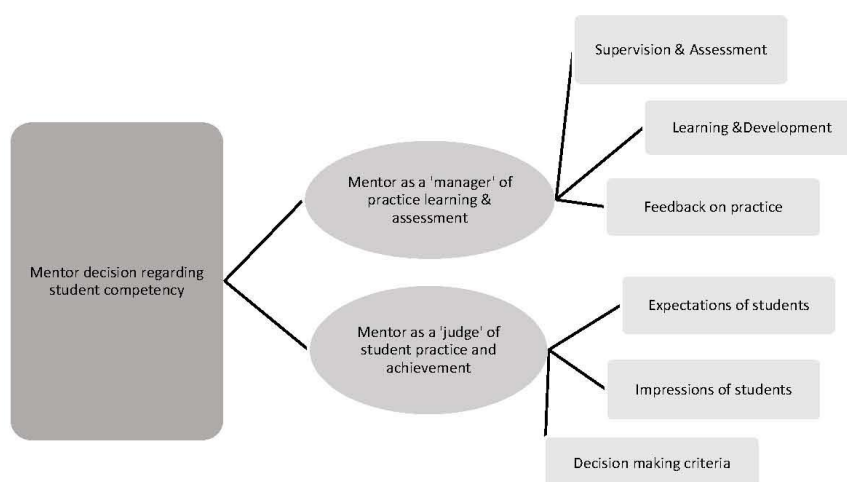 Mentor decision regarding
student competency
Mentor as a 'manager' of
practice learning &
assessment
Supervision & Assessment
Learning &Development
Feedback on practice
Mentor as a 'judge' of
student practice and
achievement
Expectations of students
Impressions of students
Decision making criteria